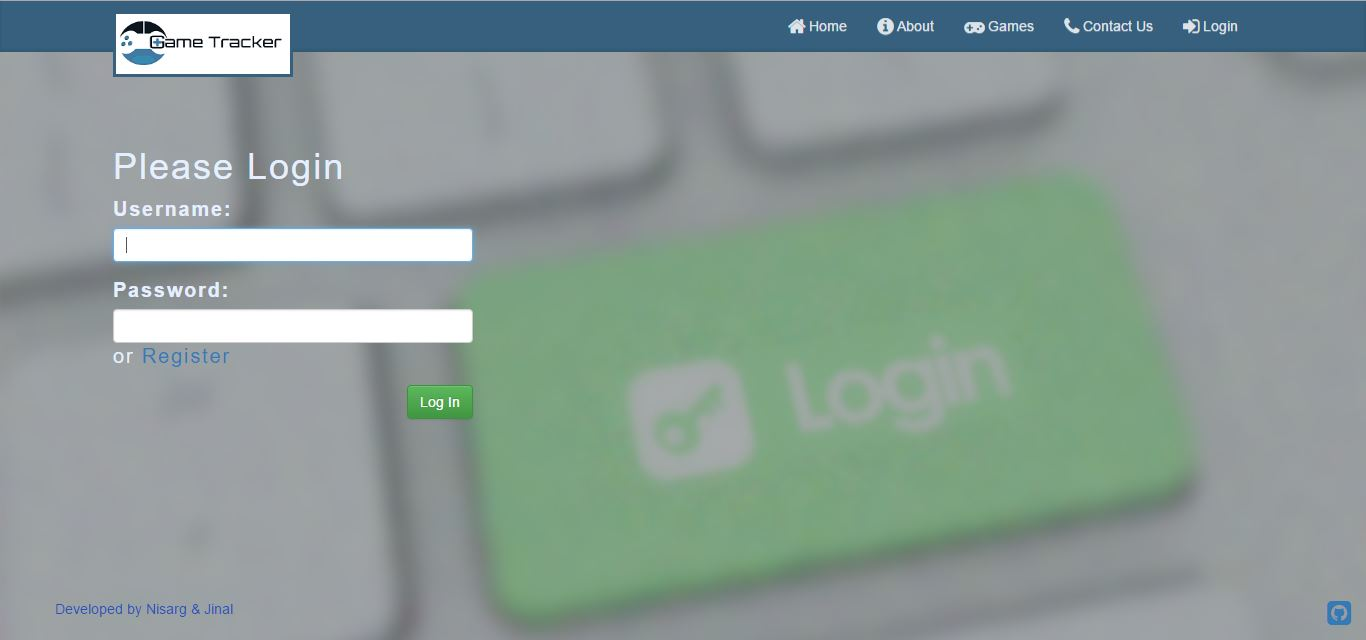 Game Tracker
Home About Games Contact Us Login
Please Login
Username:
Password:
or Register
Log In
Login
Developed by Nisarg & Jinal